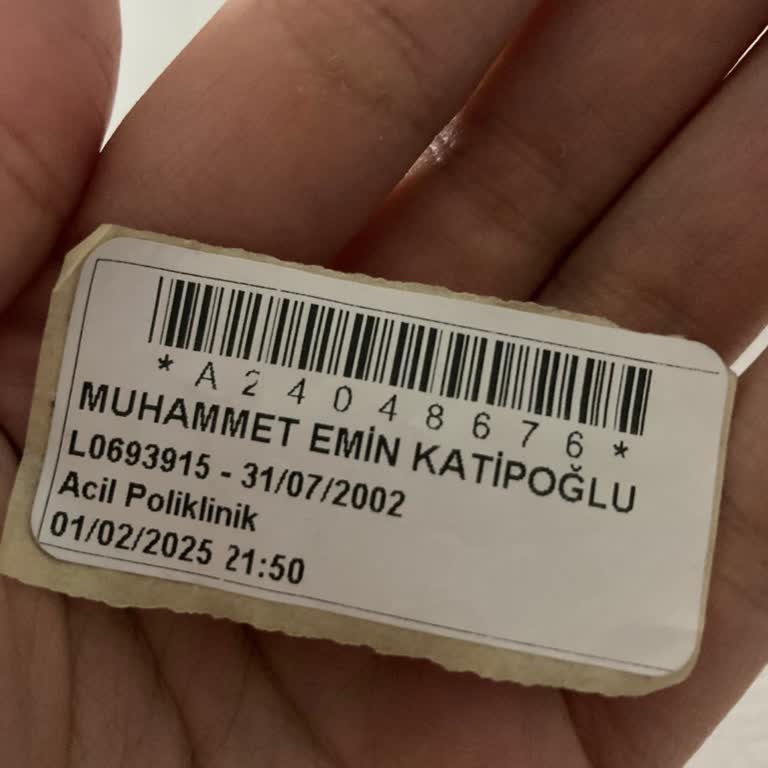 *A24048676*
MUHAMMET EMİN KATİPOĞLU
L0693915 - 31/07/2002
Acil Poliklinik
01/02/2025 21:50